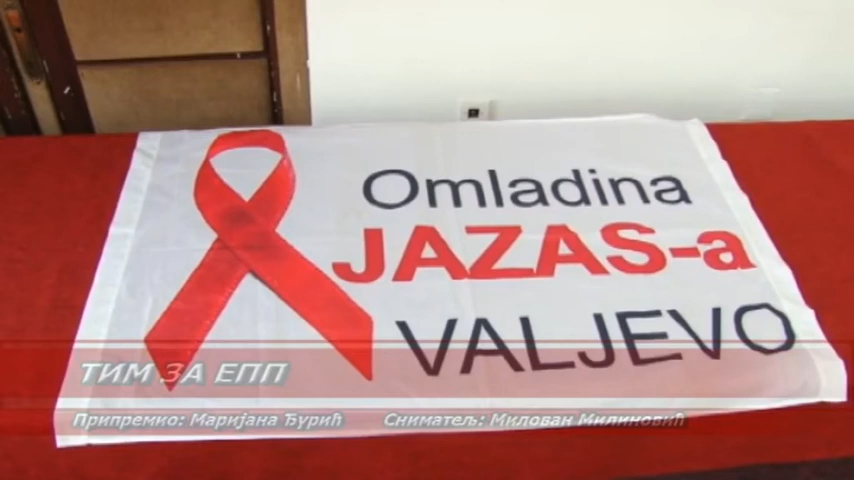 Omladina
JAZAS-a
VALJEVO
ТИМ ЗА ЕПП
Припремио: Маријана Ђурић Сниматељ: Милован Милиновић